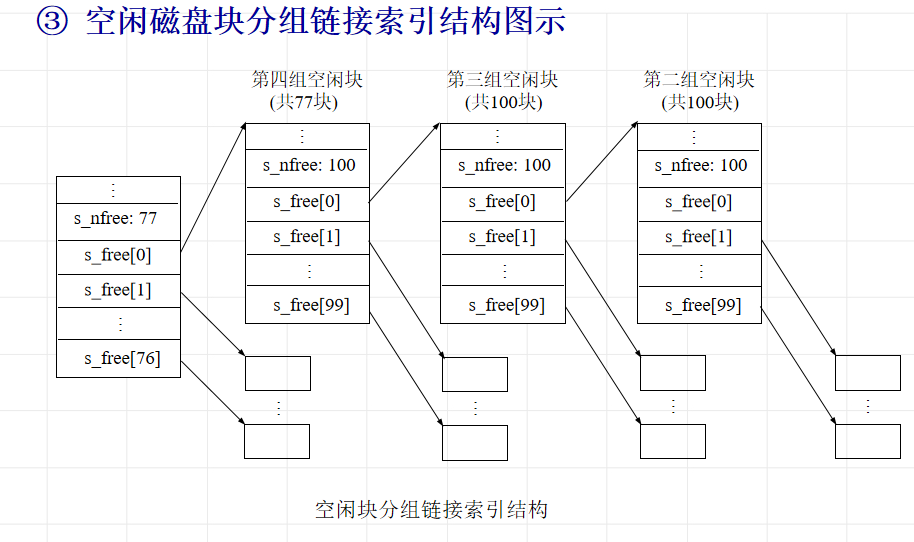 ③ 空闲磁盘块分组链接索引结构图示
第四组空闲块
(共77块)
第三组空闲块
(共100块)
第二组空闲块
(共100块)
⋮
s_nfree: 77
s_free[0]
s_free[1]
⋮
s_free[76]
⋮
s_nfree: 100
s_free[0]
s_free[1]
⋮
s_free[99]
⋮
s_nfree: 100
s_free[0]
s_free[1]
⋮
s_free[99]
⋮
s_nfree: 100
s_free[0]
s_free[1]
⋮
s_free[99]
⋮
⋮
⋮
⋮
空闲块分组链接索引结构